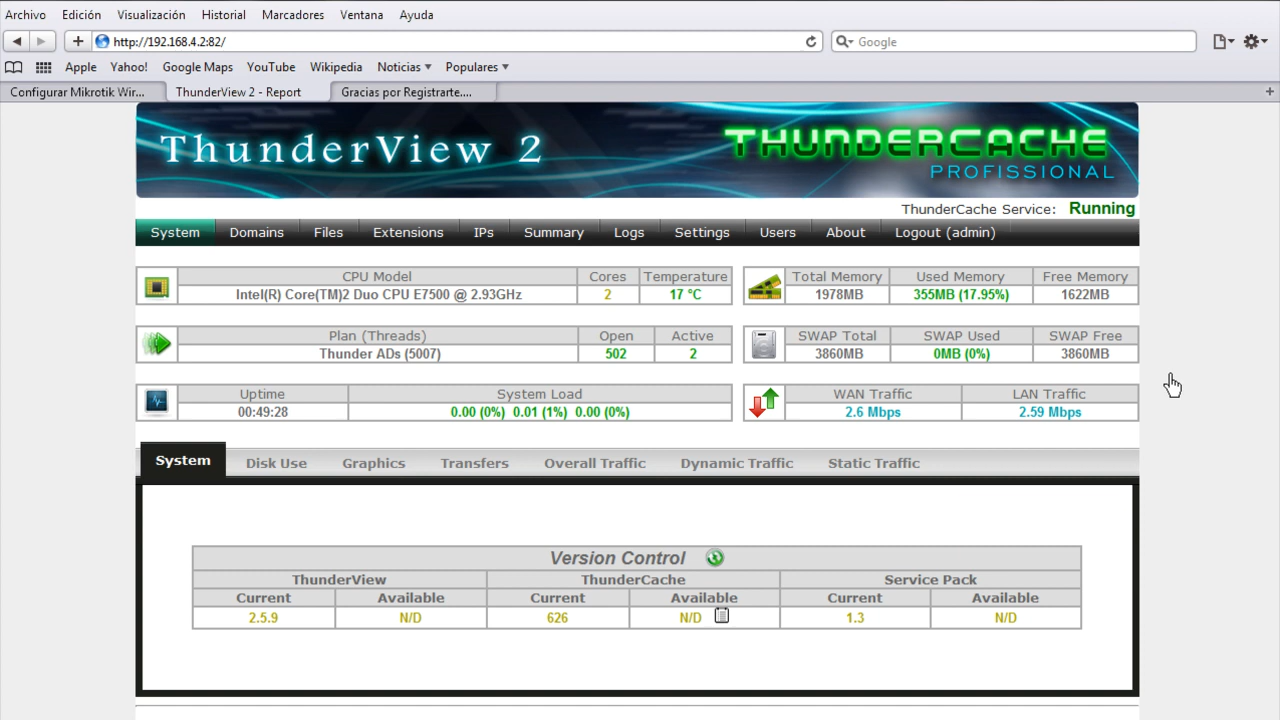 Archivo Edición Visualización Historial Marcadores Ventana Ayuda
http://192.168.4.2:82/ Google
Apple Yahoo! Google Maps YouTube Wikipedia Noticias Populares
Configurar Mikrotik Wir... ThunderView 2 - Report Gracias por Registrarte....
ThunderView 2 THUNDERCACHE
PROFISSIONAL
ThunderCache Service: Running
System Domains Files Extensions IPs Summary Logs Settings Users About Logout (admin)
CPU Model Cores Temperature Total Memory Used Memory Free Memory
Intel(R) Core(TM)2 Duo CPU E7500 @ 2.93GHz 2 17 °C 1978MB 355MB (17.95%) 1622MB
Plan (Threads) Open Active SWAP Total SWAP Used SWAP Free
Thunder ADs (5007) 502 2 3860MB 0MB (0%) 3860MB
Uptime System Load WAN Traffic LAN Traffic
00:49:28 0.00 (0%) 0.01 (1%) 0.00 (0%) 2.6 Mbps 2.59 Mbps
System Disk Use Graphics Transfers Overall Traffic Dynamic Traffic Static Traffic
Version Control
ThunderView ThunderCache Service Pack
Current Available Current Available Current Available
2.5.9 N/D 626 N/D 1.3 N/D